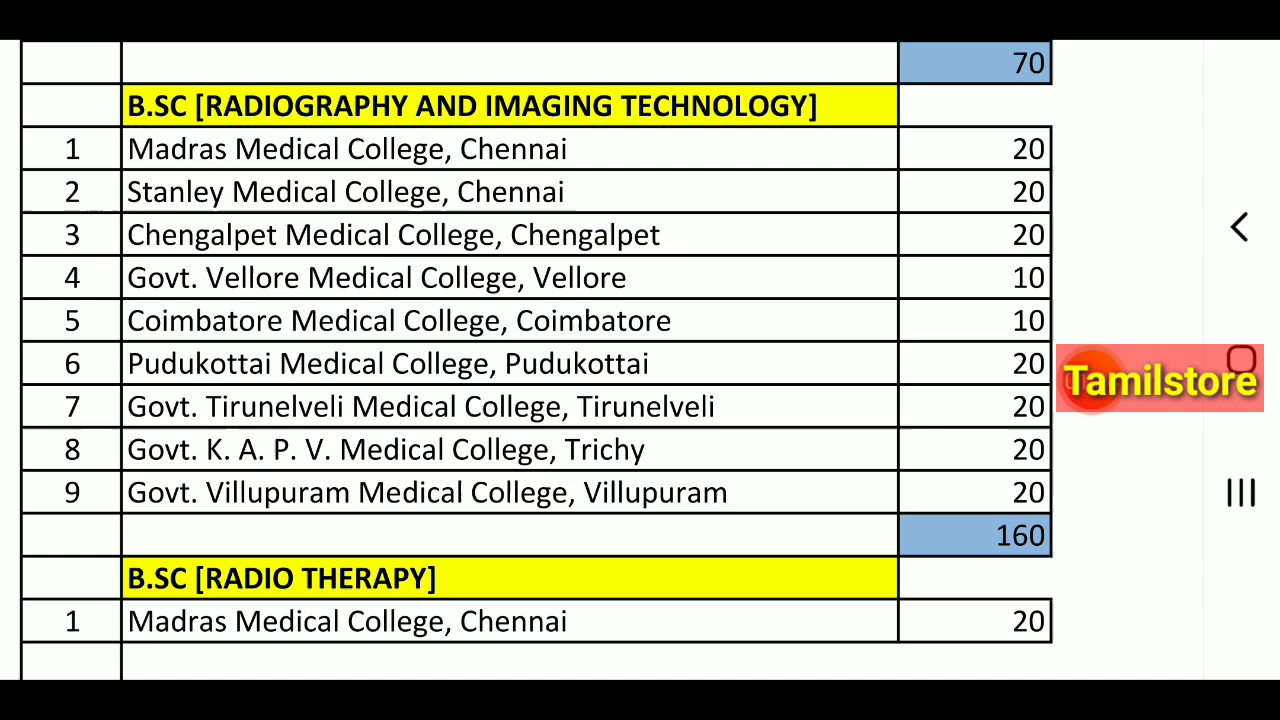 70
B.SC [RADIOGRAPHY AND IMAGING TECHNOLOGY]
1 Madras Medical College, Chennai 20
2 Stanley Medical College, Chennai 20
3 Chengalpet Medical College, Chengalpet 20
4 Govt. Vellore Medical College, Vellore 10
5 Coimbatore Medical College, Coimbatore 10
6 Pudukottai Medical College, Pudukottai 20
7 Govt. Tirunelveli Medical College, Tirunelveli 20
8 Govt. K. A. P. V. Medical College, Trichy 20
9 Govt. Villupuram Medical College, Villupuram 20
160
B.SC [RADIO THERAPY]
1 Madras Medical College, Chennai 20
Tamilstore